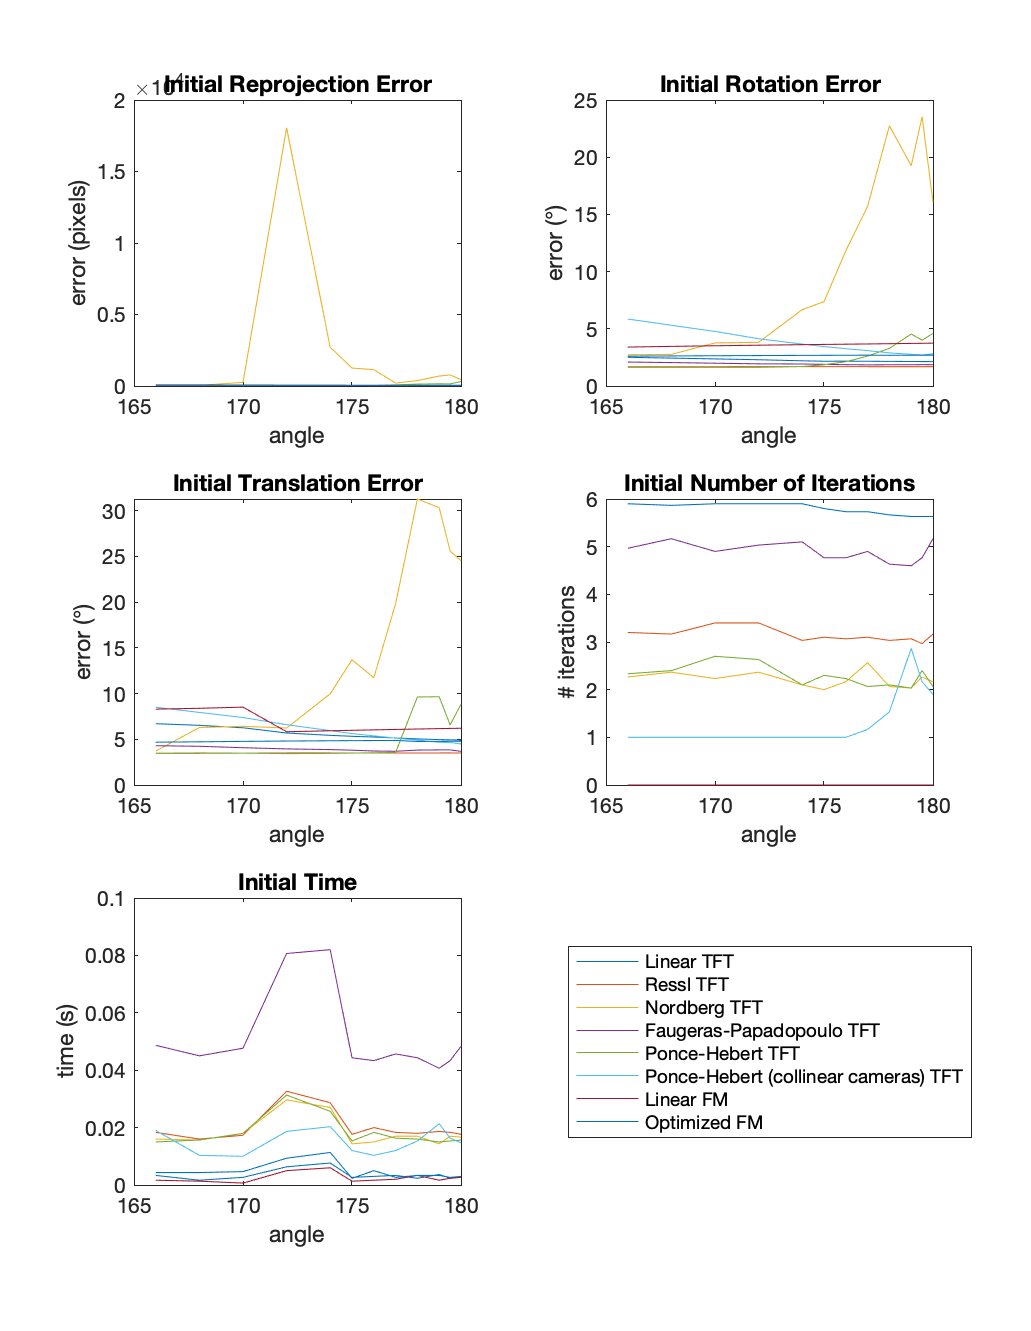 ×10⁴
Initial Reprojection Error
2
1.5
1
0.5
0
error (pixels)
165 170 175 180
angle
Initial Rotation Error
25
20
15
10
5
0
error (°)
165 170 175 180
angle
Initial Translation Error
30
25
20
15
10
5
0
error (°)
165 170 175 180
angle
Initial Number of Iterations
6
5
4
3
2
1
0
# iterations
165 170 175 180
angle
Initial Time
0.1
0.08
0.06
0.04
0.02
0
time (s)
165 170 175 180
angle
Linear TFT
Ressl TFT
Nordberg TFT
Faugeras-Papadopoulo TFT
Ponce-Hebert TFT
Ponce-Hebert (collinear cameras) TFT
Linear FM
Optimized FM